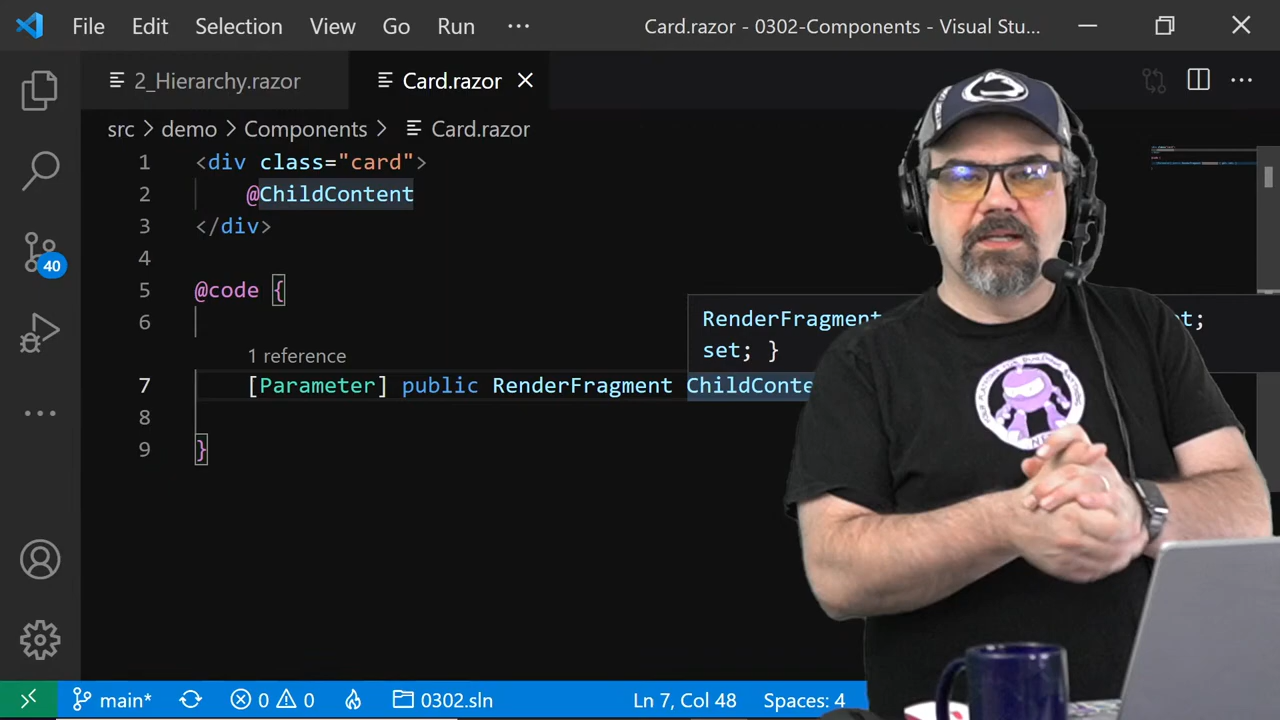 File Edit Selection View Go Run ··· Card.razor - 0302-Components - Visual Stu...
2_Hierarchy.razor Card.razor
src > demo > Components > Card.razor
1 <div class="card">
2 @ChildContent
3 </div>
4
5 @code {
6
RenderFragment
t;
set; }
1 reference
7 [Parameter] public RenderFragment ChildConte
8
9 }
40
main* 0 0 0302.sln Ln 7, Col 48 Spaces: 4